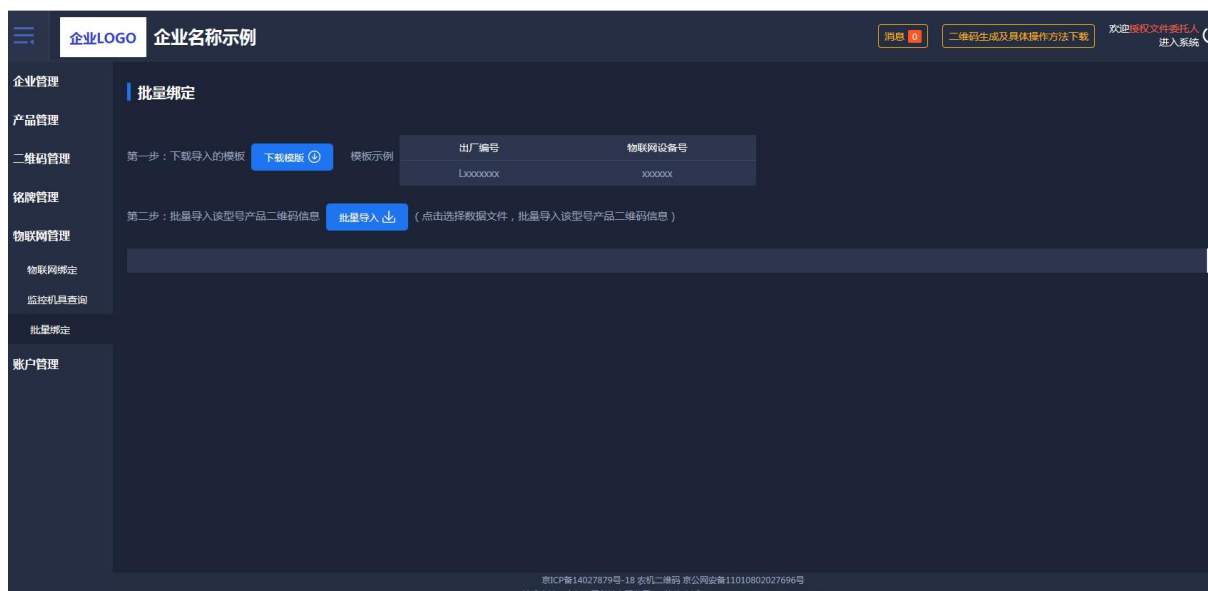 企业LOGO 企业名称示例 消息 0 二维码生成及具体操作方法下载 欢迎授权文件委托人
进入系统
企业管理
产品管理
二维码管理
铭牌管理
物联网管理
物联网绑定
监控机具查询
批量绑定
账户管理
批量绑定
第一步：下载导入的模板 下载模版 模板示例
出厂编号 物联网设备号
Lxxxxxxx xxxxxx
第二步：批量导入该型号产品二维码信息 批量导入 (点击选择数据文件，批量导入该型号产品二维码信息)
京ICP备14027879号-18 农机二维码 京公网安备11010802027696号